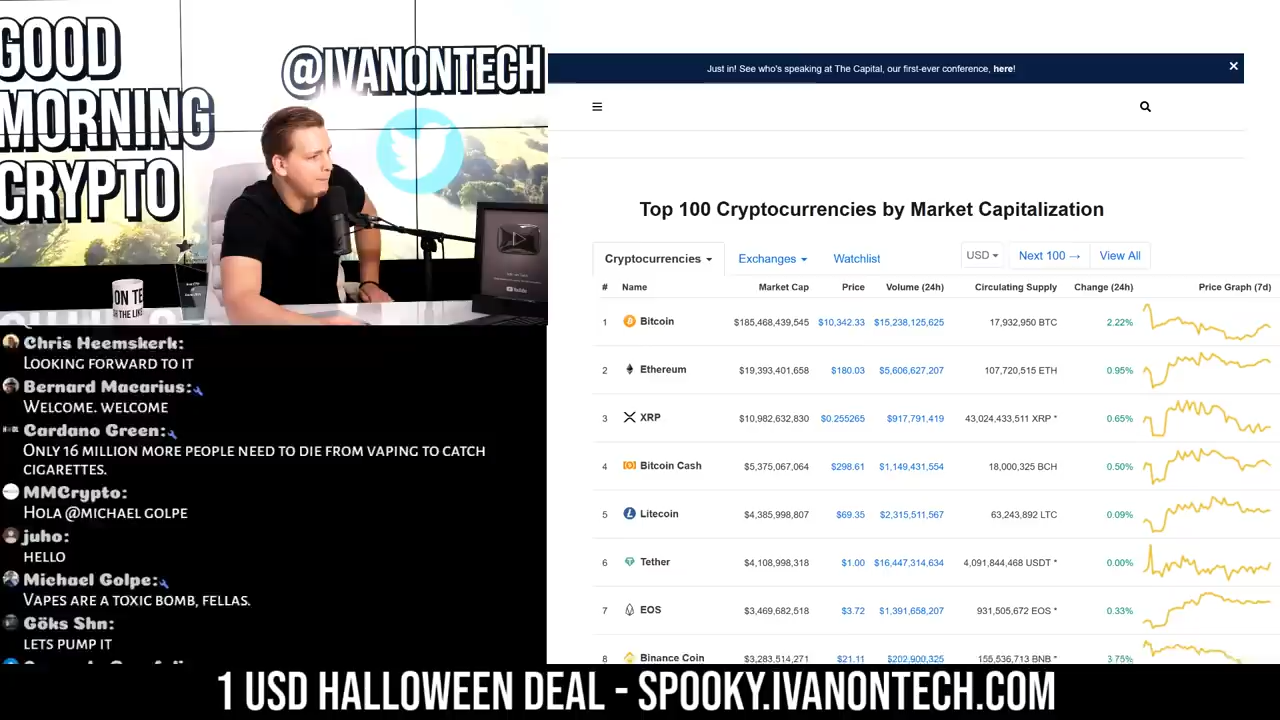 GOOD
MORNING
CRYPTO
@IVANONTECH
YouTube
Chris Heemskerk:
LOOKING FORWARD TO IT
Bernard Macarius:
WELCOME. WELCOME
Cardano Green:
ONLY 16 MILLION MORE PEOPLE NEED TO DIE FROM VAPING TO CATCH
CIGARETTES.
MMCrypto:
HOLA @MICHAEL GOLPE
juho:
HELLO
Michael Golpe:
VAPES ARE A TOXIC BOMB, FELLAS.
Göks Shn:
LETS PUMP IT
Just in! See who's speaking at The Capital, our first-ever conference, here!
Top 100 Cryptocurrencies by Market Capitalization
Cryptocurrencies Exchanges Watchlist USD Next 100 → View All
# Name Market Cap Price Volume (24h) Circulating Supply Change (24h) Price Graph (7d)
1 Bitcoin $185,468,439,545 $10,342.33 $15,238,125,625 17,932,950 BTC 2.22%
2 Ethereum $19,393,401,658 $180.03 $5,606,627,207 107,720,515 ETH 0.95%
3 XRP $10,982,632,830 $0.255265 $917,791,419 43,024,433,511 XRP * 0.65%
4 Bitcoin Cash $5,375,067,064 $298.61 $1,149,431,554 18,000,325 BCH 0.50%
5 Litecoin $4,385,998,807 $69.35 $2,315,511,567 63,243,892 LTC 0.09%
6 Tether $4,108,998,318 $1.00 $16,447,314,634 4,091,844,468 USDT * 0.00%
7 EOS $3,469,682,518 $3.72 $1,391,658,207 931,505,672 EOS * 0.33%
8 Binance Coin $3,283,514,271 $21.11 $202,900,325 155,536,713 BNB * 3.75%
1 USD HALLOWEEN DEAL - SPOOKY.IVANONTECH.COM